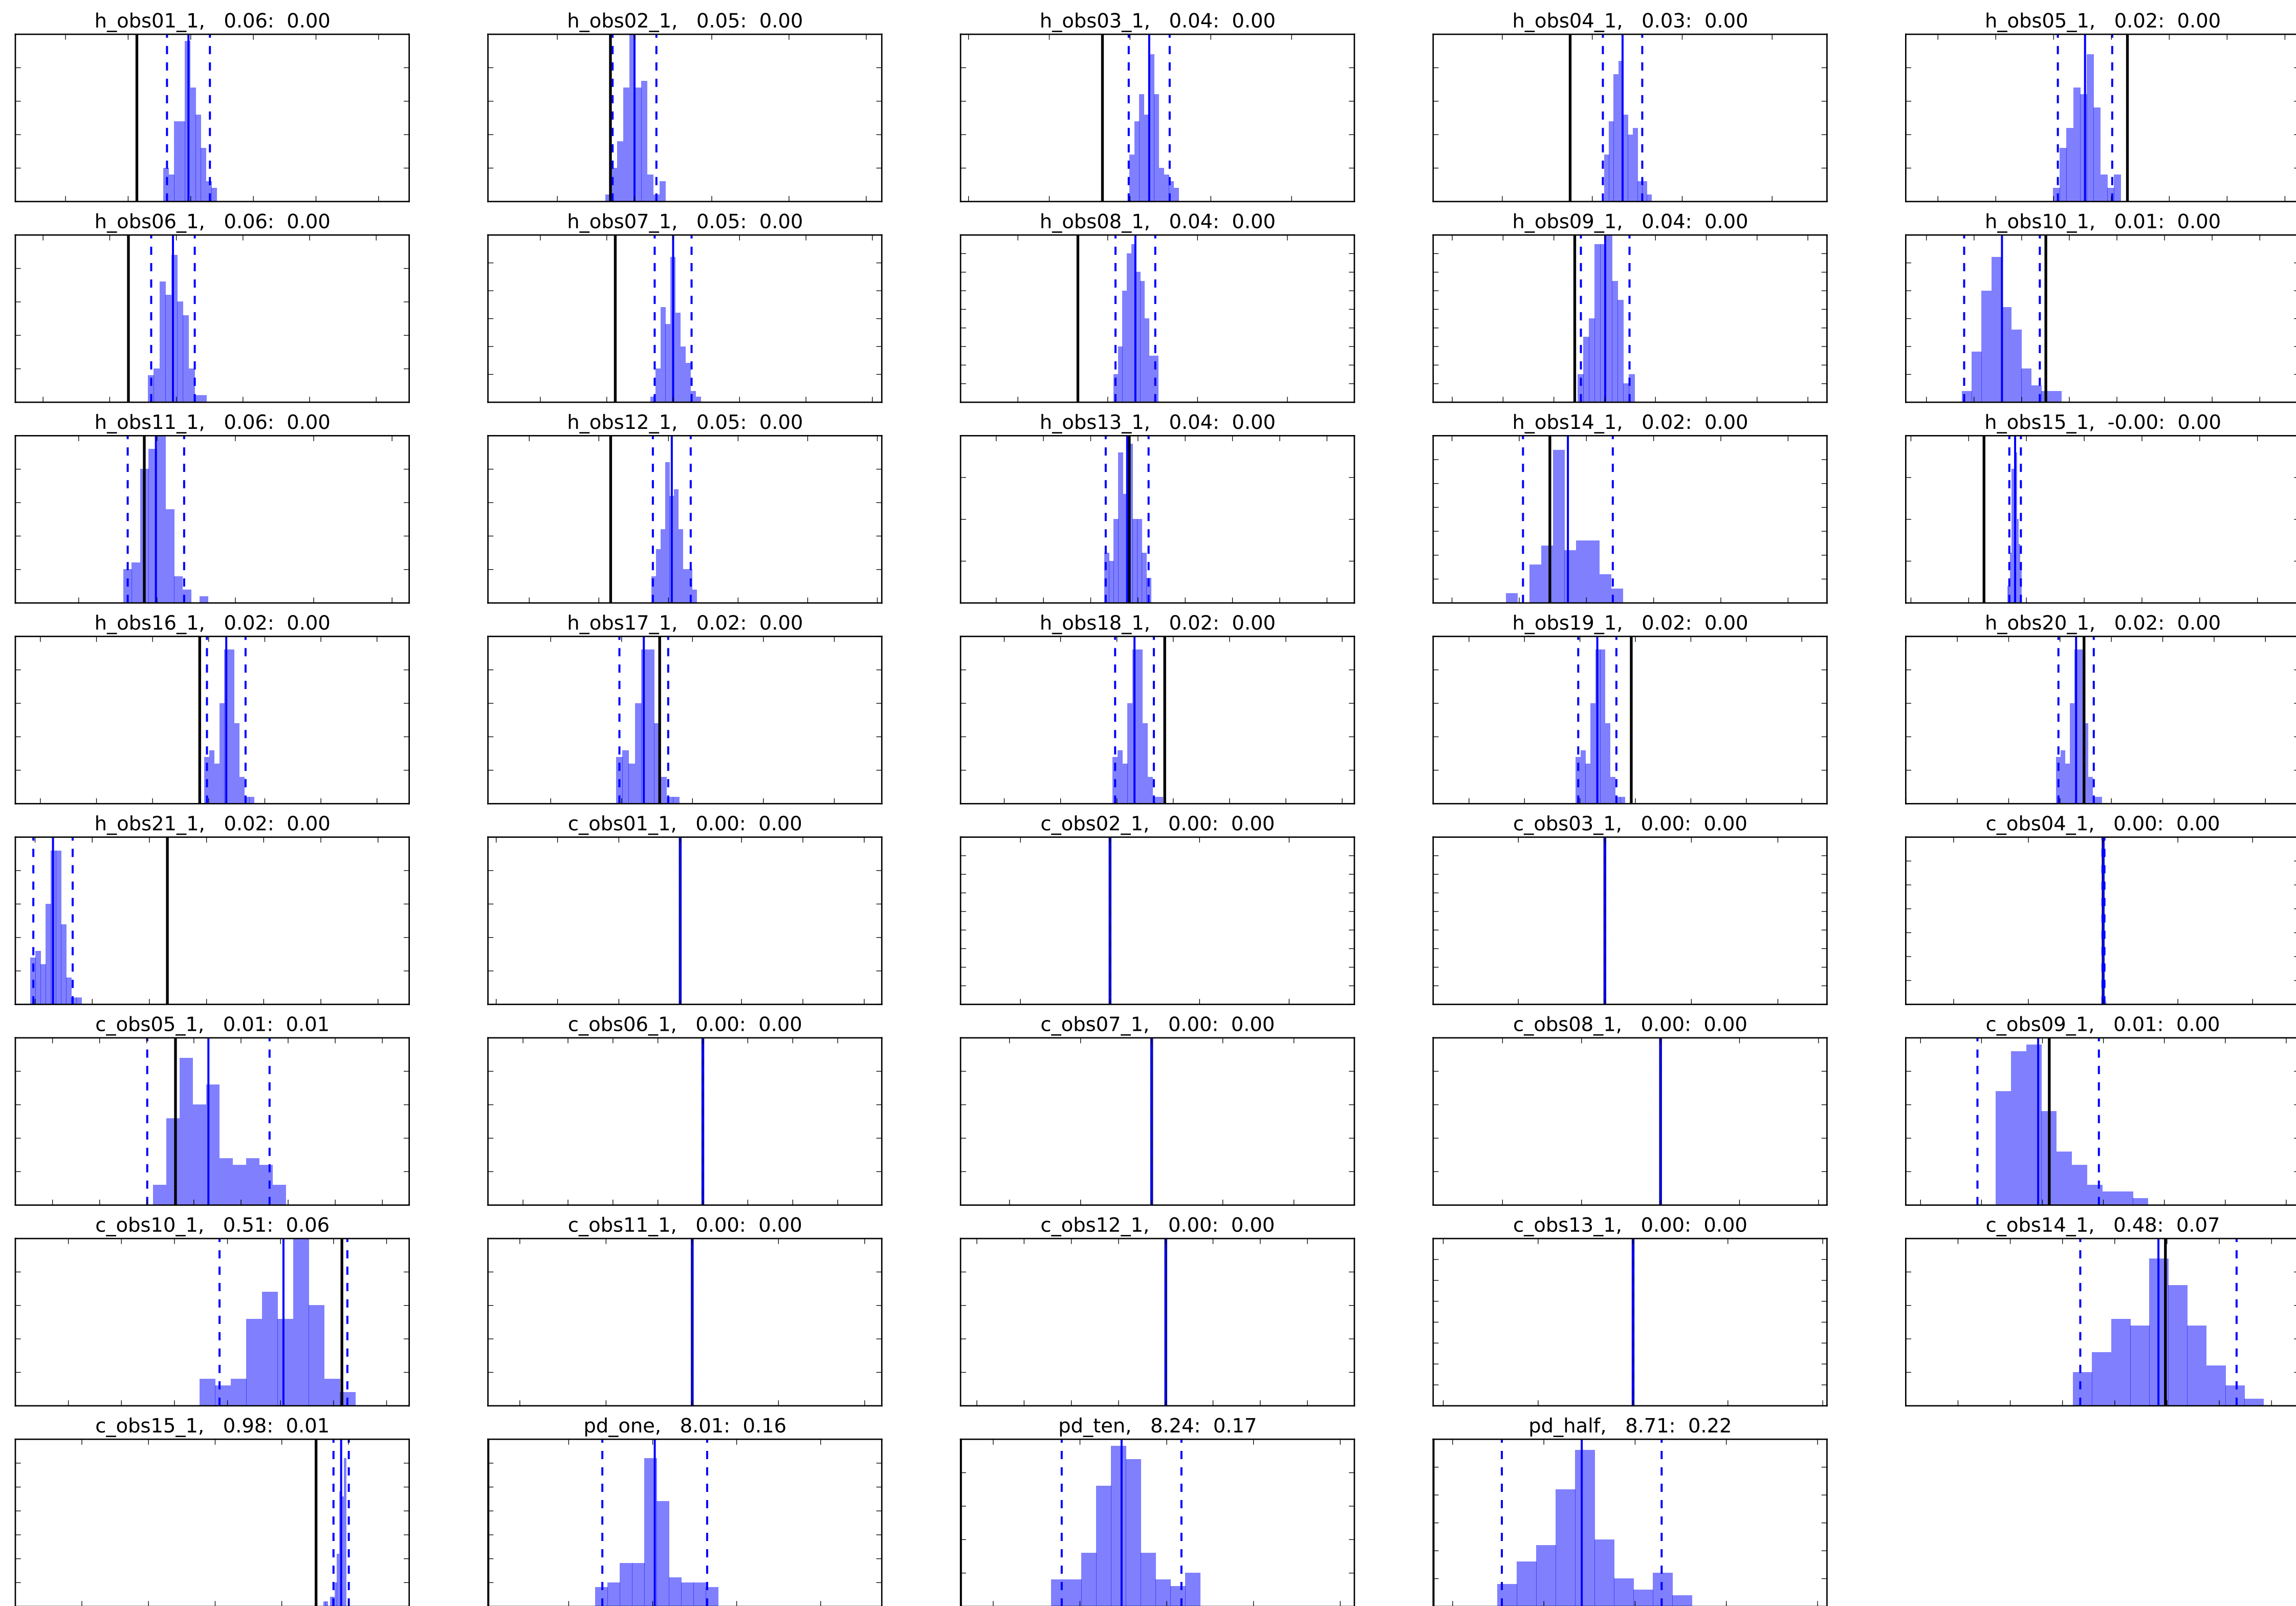 h_obs01_1,   0.06:  0.00
h_obs02_1,   0.05:  0.00
h_obs03_1,   0.04:  0.00
h_obs04_1,   0.03:  0.00
h_obs05_1,   0.02:  0.00
h_obs06_1,   0.06:  0.00
h_obs07_1,   0.05:  0.00
h_obs08_1,   0.04:  0.00
h_obs09_1,   0.04:  0.00
h_obs10_1,   0.01:  0.00
h_obs11_1,   0.06:  0.00
h_obs12_1,   0.05:  0.00
h_obs13_1,   0.04:  0.00
h_obs14_1,   0.02:  0.00
h_obs15_1,   -0.00:  0.00
h_obs16_1,   0.02:  0.00
h_obs17_1,   0.02:  0.00
h_obs18_1,   0.02:  0.00
h_obs19_1,   0.02:  0.00
h_obs20_1,   0.02:  0.00
h_obs21_1,   0.02:  0.00
c_obs01_1,   0.00:  0.00
c_obs02_1,   0.00:  0.00
c_obs03_1,   0.00:  0.00
c_obs04_1,   0.00:  0.00
c_obs05_1,   0.01:  0.01
c_obs06_1,   0.00:  0.00
c_obs07_1,   0.00:  0.00
c_obs08_1,   0.00:  0.00
c_obs09_1,   0.01:  0.00
c_obs10_1,   0.51:  0.06
c_obs11_1,   0.00:  0.00
c_obs12_1,   0.00:  0.00
c_obs13_1,   0.00:  0.00
c_obs14_1,   0.48:  0.07
c_obs15_1,   0.98:  0.01
pd_one,   8.01:  0.16
pd_ten,   8.24:  0.17
pd_half,   8.71:  0.22